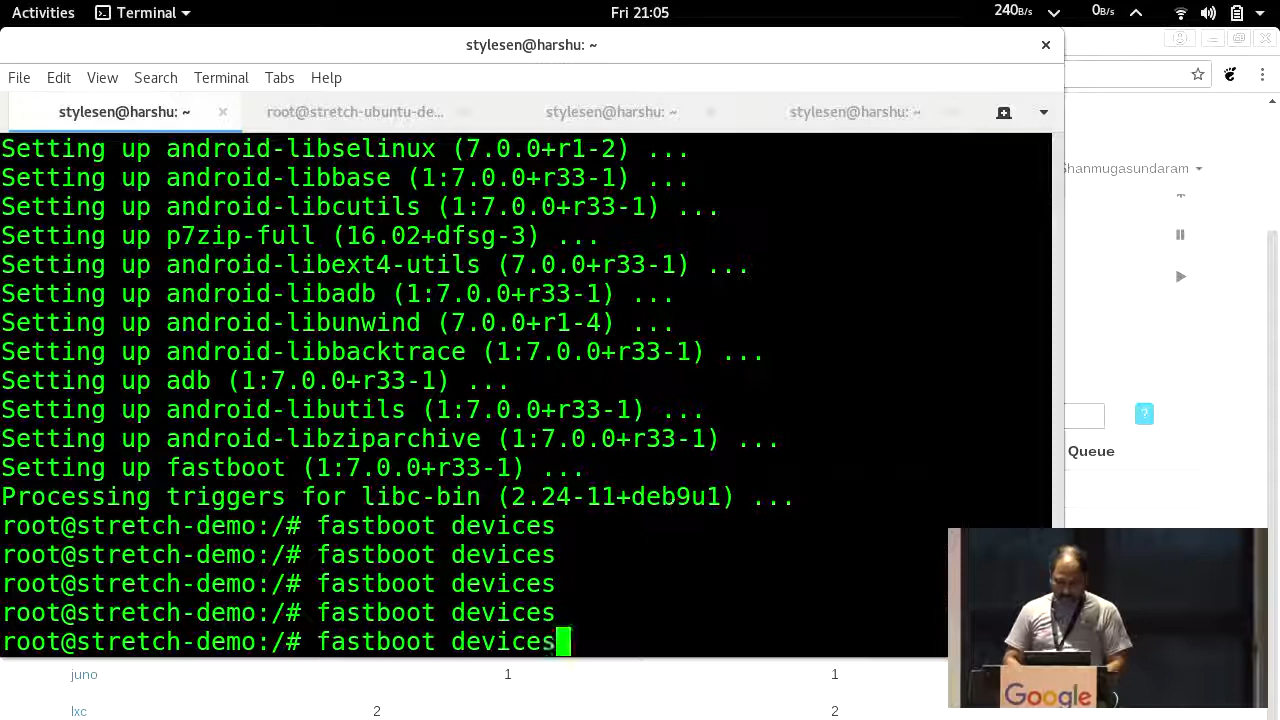 Activities Terminal Fri 21:05 240B/s 0B/s
stylesen@harshu: ~
File Edit View Search Terminal Tabs Help
stylesen@harshu: ~ root@stretch-ubuntu-de... stylesen@harshu: ~ stylesen@harshu: ~
Setting up android-libselinux (7.0.0+r1-2) ...
Setting up android-libbase (1:7.0.0+r33-1) ...
Setting up android-libcutils (1:7.0.0+r33-1) ...
Setting up p7zip-full (16.02+dfsg-3) ...
Setting up android-libext4-utils (7.0.0+r33-1) ...
Setting up android-libadb (1:7.0.0+r33-1) ...
Setting up android-libunwind (7.0.0+r1-4) ...
Setting up android-libbacktrace (1:7.0.0+r33-1) ...
Setting up adb (1:7.0.0+r33-1) ...
Setting up android-libutils (1:7.0.0+r33-1) ...
Setting up android-libziparchive (1:7.0.0+r33-1) ...
Setting up fastboot (1:7.0.0+r33-1) ...
Processing triggers for libc-bin (2.24-11+deb9u1) ...
root@stretch-demo:/# fastboot devices
root@stretch-demo:/# fastboot devices
root@stretch-demo:/# fastboot devices
root@stretch-demo:/# fastboot devices
root@stretch-demo:/# fastboot devices
hanmugasundaram
?
Queue
juno 1 1
lxc 2 2
Google